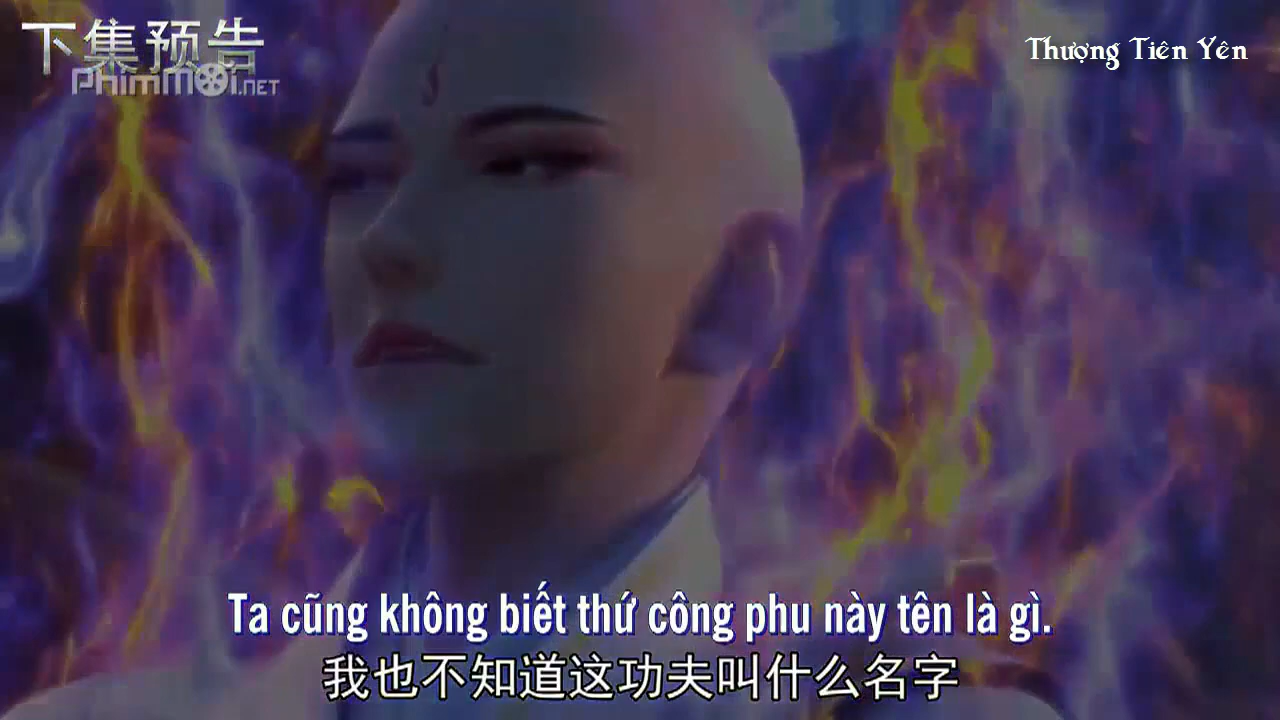 下集预告
PHIMMOI.NET
Thượng Tiên Yên
Ta cũng không biết thứ công phu này tên là gì.
我也不知道这功夫叫什么名字